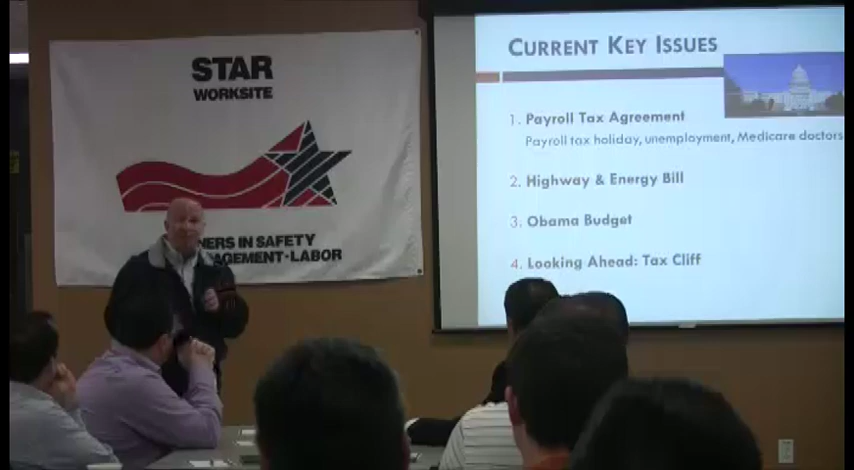 STAR
WORKSITE
NERS IN SAFETY
GEMENT-LABOR
CURRENT KEY ISSUES
1. Payroll Tax Agreement
Payroll tax holiday, unemployment, Medicare doctors
2. Highway & Energy Bill
3. Obama Budget
4. Looking Ahead: Tax Cliff